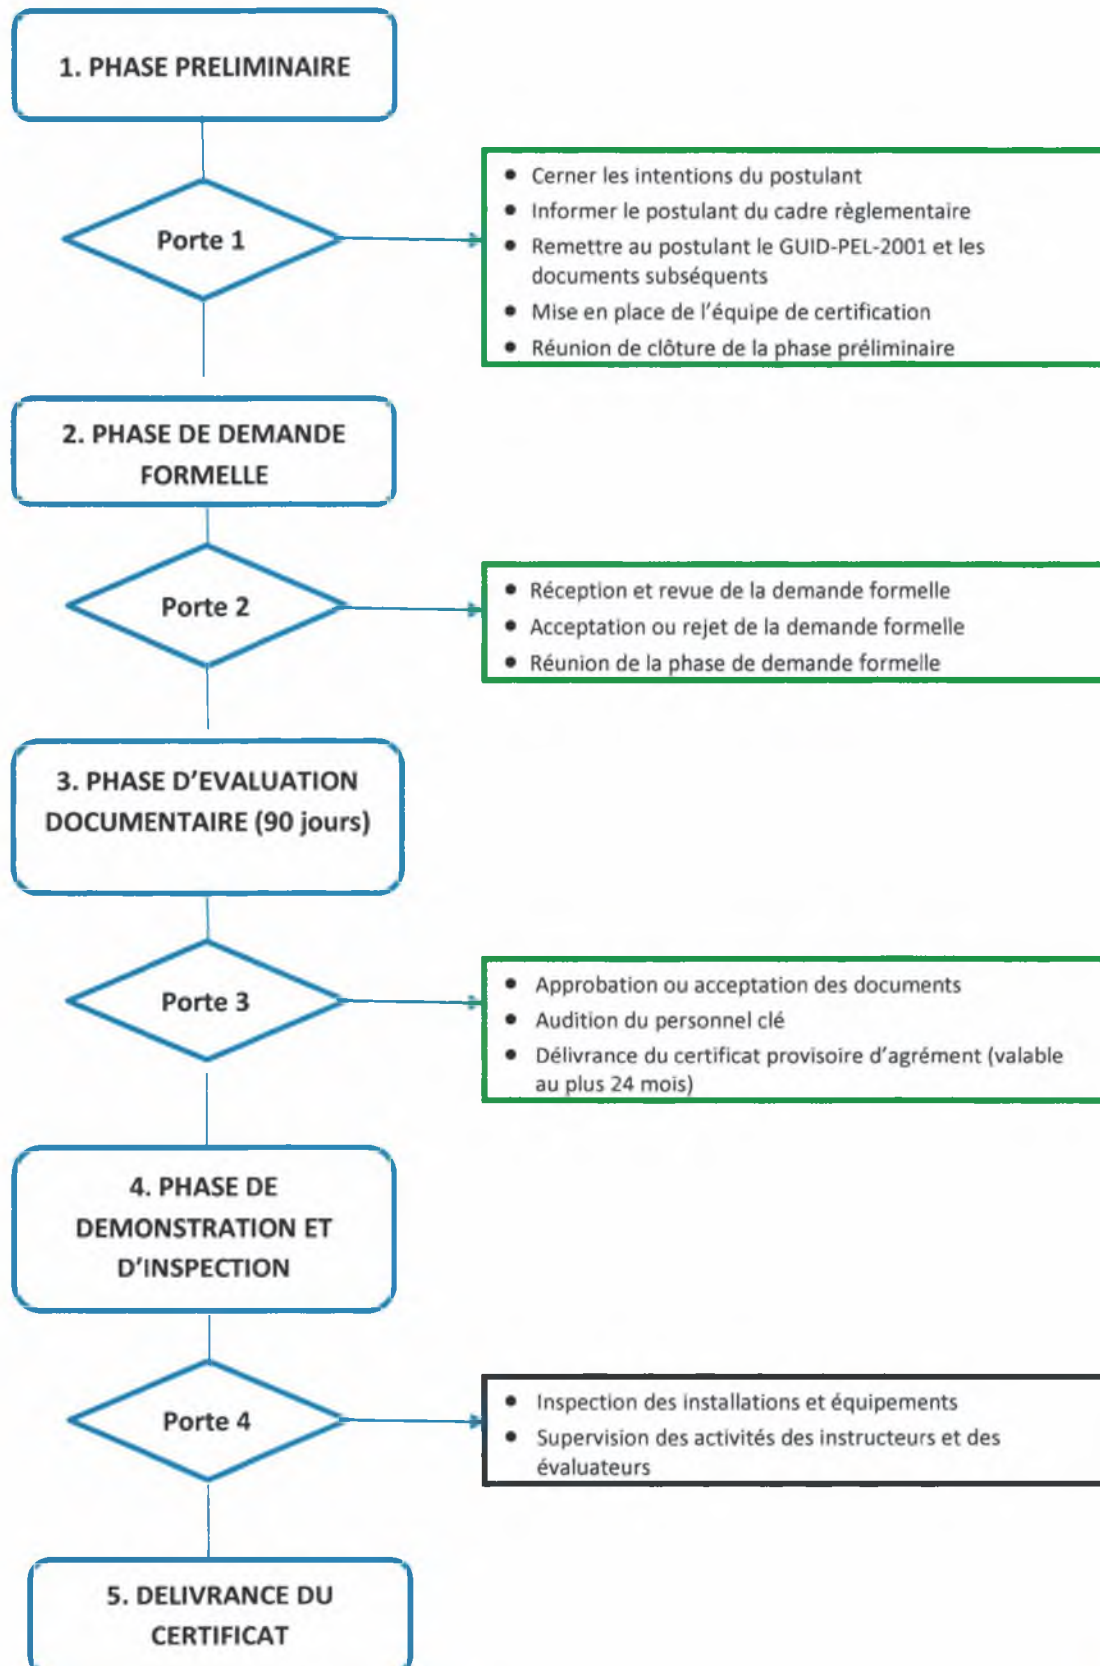 1. PHASE PRELIMINAIRE
Porte 1
• Cerner les intentions du postulant
• Informer le postulant du cadre règlementaire
• Remettre au postulant le GUID-PEL-2001 et les
documents subséquents
• Mise en place de l'équipe de certification
• Réunion de clôture de la phase préliminaire
2. PHASE DE DEMANDE
FORMELLE
Porte 2
• Réception et revue de la demande formelle
• Acceptation ou rejet de la demande formelle
• Réunion de la phase de demande formelle
3. PHASE D'EVALUATION
DOCUMENTAIRE (90 jours)
Porte 3
• Approbation ou acceptation des documents
• Audition du personnel clé
• Délivrance du certificat provisoire d'agrément (valable
au plus 24 mois)
4. PHASE DE
DEMONSTRATION ET
D'INSPECTION
Porte 4
• Inspection des installations et équipements
• Supervision des activités des instructeurs et des
évaluateurs
5. DELIVRANCE DU
CERTIFICAT